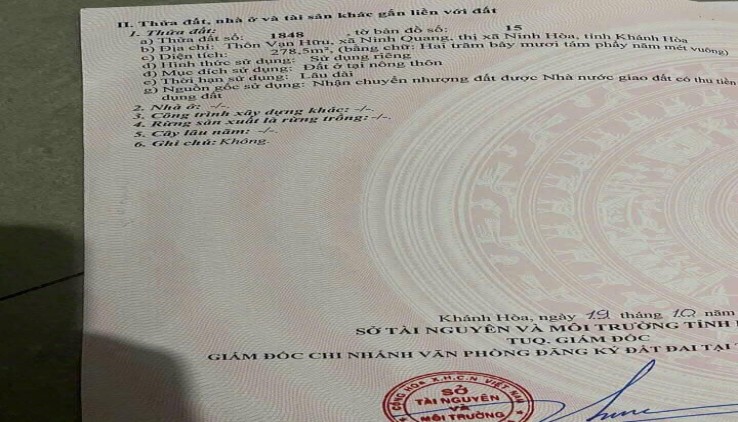 II. Thửa đất, nhà ở và tài sản khác gắn liền với đất
1. Thửa đất:
a) Thửa đất số: 1848 , tờ bản đồ số: 15
b) Địa chỉ: Thôn Vạn Hữu, xã Ninh Quang, thị xã Ninh Hòa, tỉnh Khánh Hòa
c) Diện tích: 278,5m², (bằng chữ: Hai trăm bảy mươi tám phẩy năm mét vuông)
d) Hình thức sử dụng: Sử dụng riêng
đ) Mục đích sử dụng: Đất ở tại nông thôn
e) Thời hạn sử dụng: Lâu dài
g) Nguồn gốc sử dụng: Nhận chuyển nhượng đất được Nhà nước giao đất có thu tiền
dụng đất
2. Nhà ở: -/-.
3. Công trình xây dựng khác: -/-.
4. Rừng sản xuất là rừng trồng: -/-.
5. Cây lâu năm: -/-.
6. Ghi chú: Không.
Khánh Hòa, ngày 19 tháng 10 năm
SỞ TÀI NGUYÊN VÀ MÔI TRƯỜNG TỈNH
TUQ. GIÁM ĐỐC
GIÁM ĐỐC CHI NHÁNH VĂN PHÒNG ĐĂNG KÝ ĐẤT ĐAI TẠI
CỘNG HÒA X.H.C.N VIỆT NAM
SỞ
TÀI NGUYÊN
VÀ
MÔI TRƯỜNG